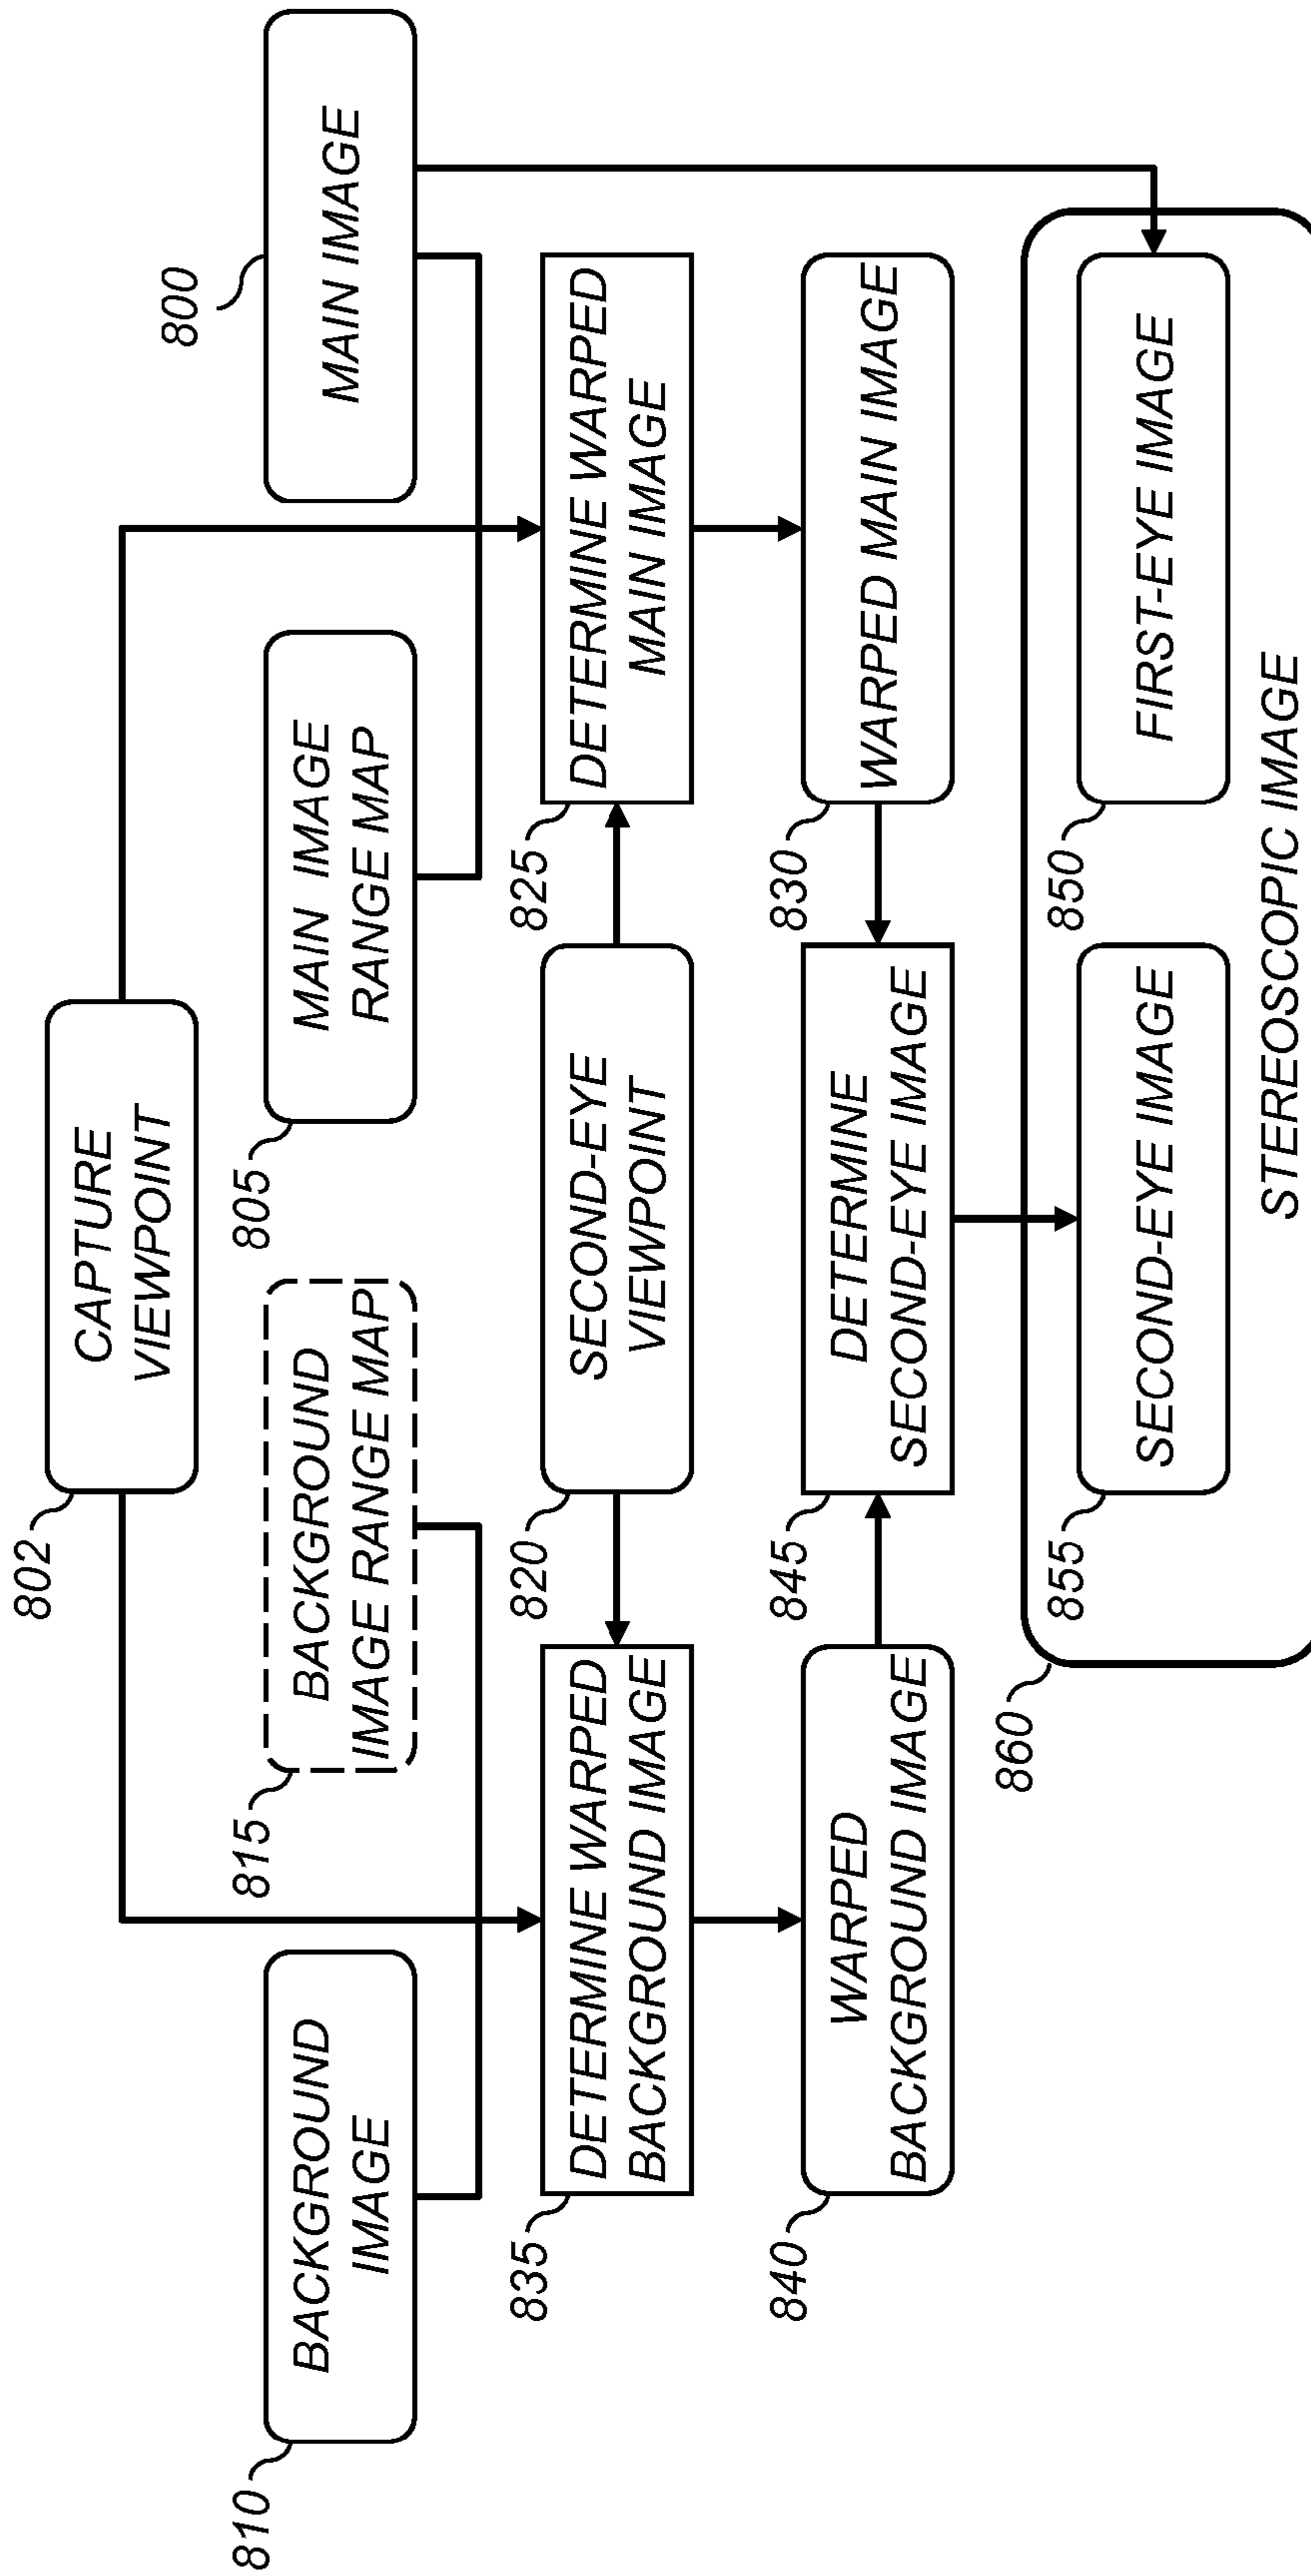 802
CAPTURE
VIEWPOINT
810
BACKGROUND
IMAGE
815
BACKGROUND
IMAGE RANGE MAP
805
MAIN IMAGE
RANGE MAP
800
MAIN IMAGE
835
DETERMINE WARPED
BACKGROUND IMAGE
820
SECOND-EYE
VIEWPOINT
825
DETERMINE WARPED
MAIN IMAGE
840
WARPED
BACKGROUND IMAGE
845
DETERMINE
SECOND-EYE IMAGE
830
WARPED MAIN IMAGE
860
855
SECOND-EYE IMAGE
850
FIRST-EYE IMAGE
STEREOSCOPIC IMAGE